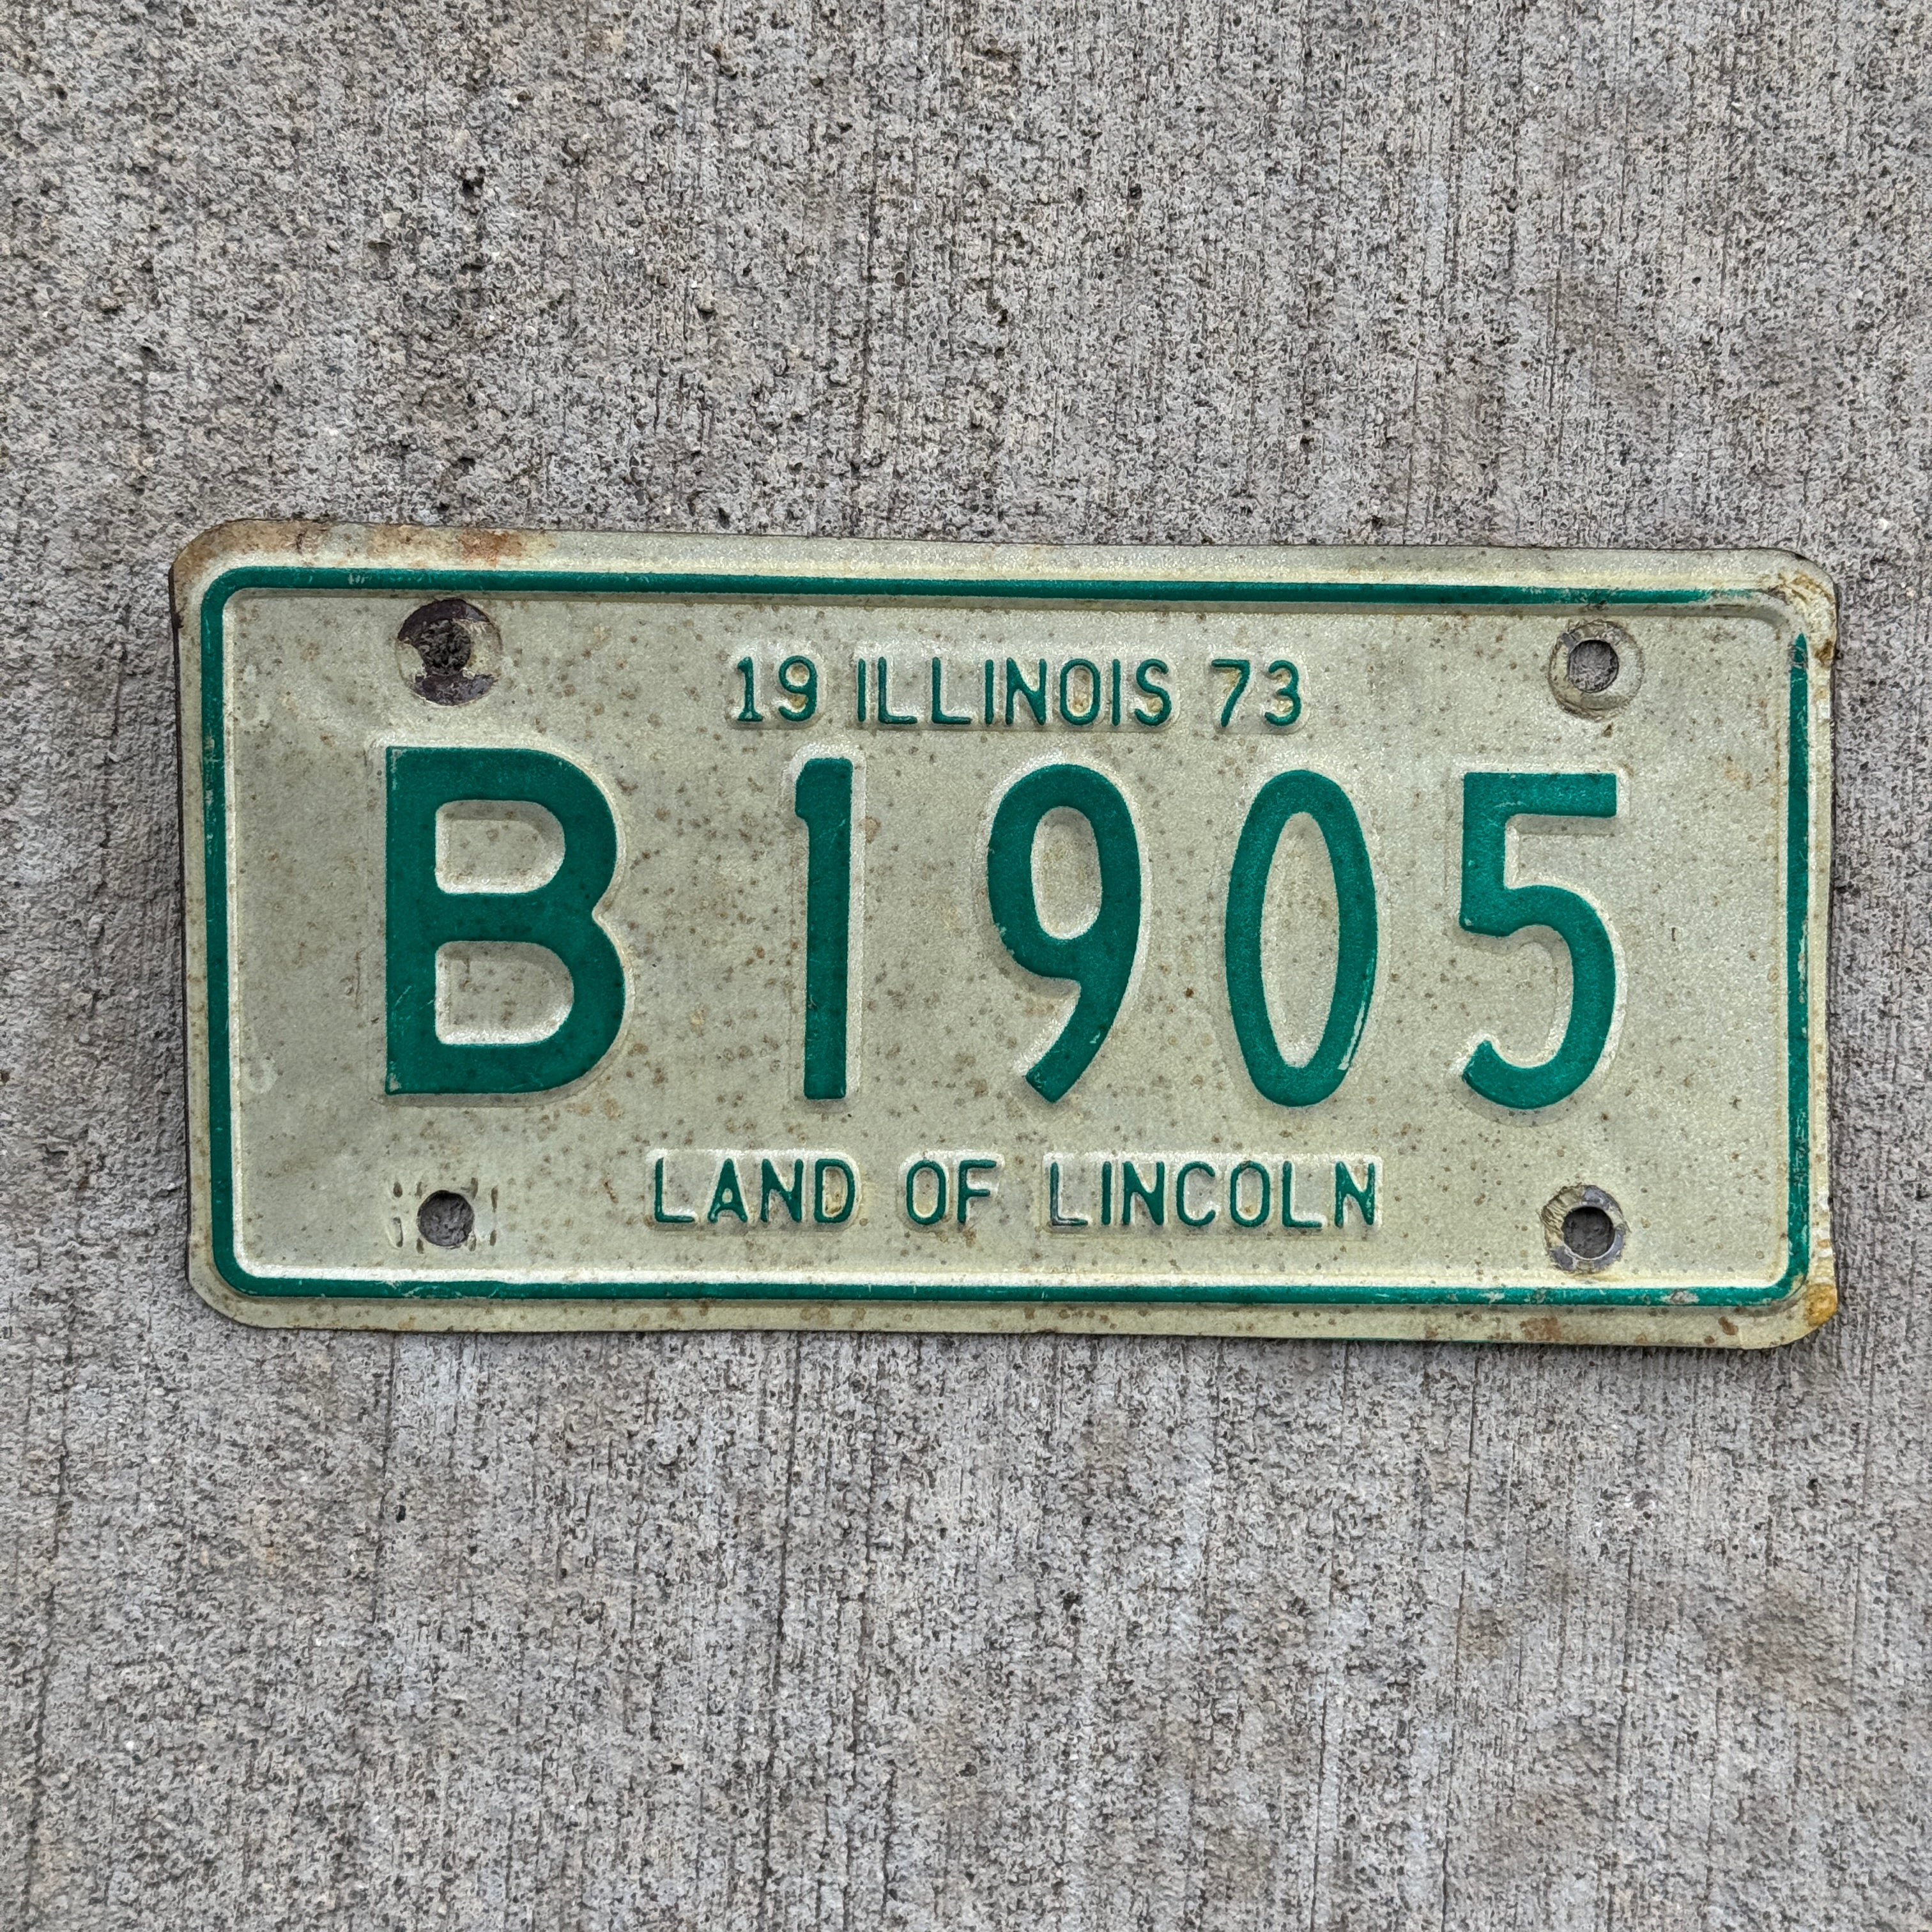 19 ILLINOIS 73
B 1905
LAND OF LINCOLN